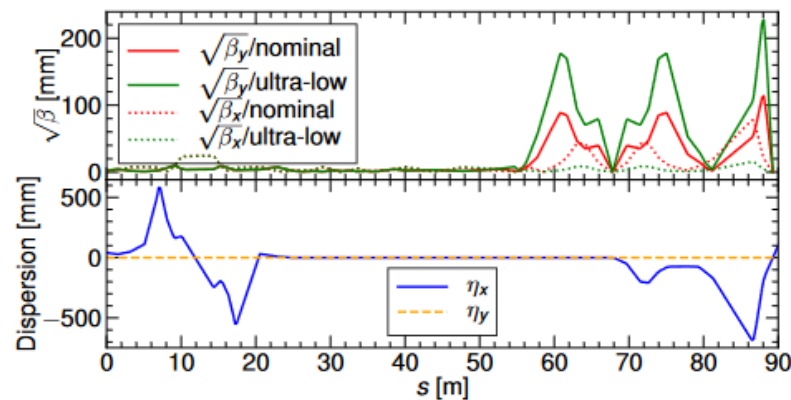 200
100
0
√β [mm]
√βy/nominal
√βy/ultra-low
√βx/nominal
√βx/ultra-low
500
0
−500
Dispersion [mm]
ηx
ηy
0 10 20 30 40 50 60 70 80 90
s [m]